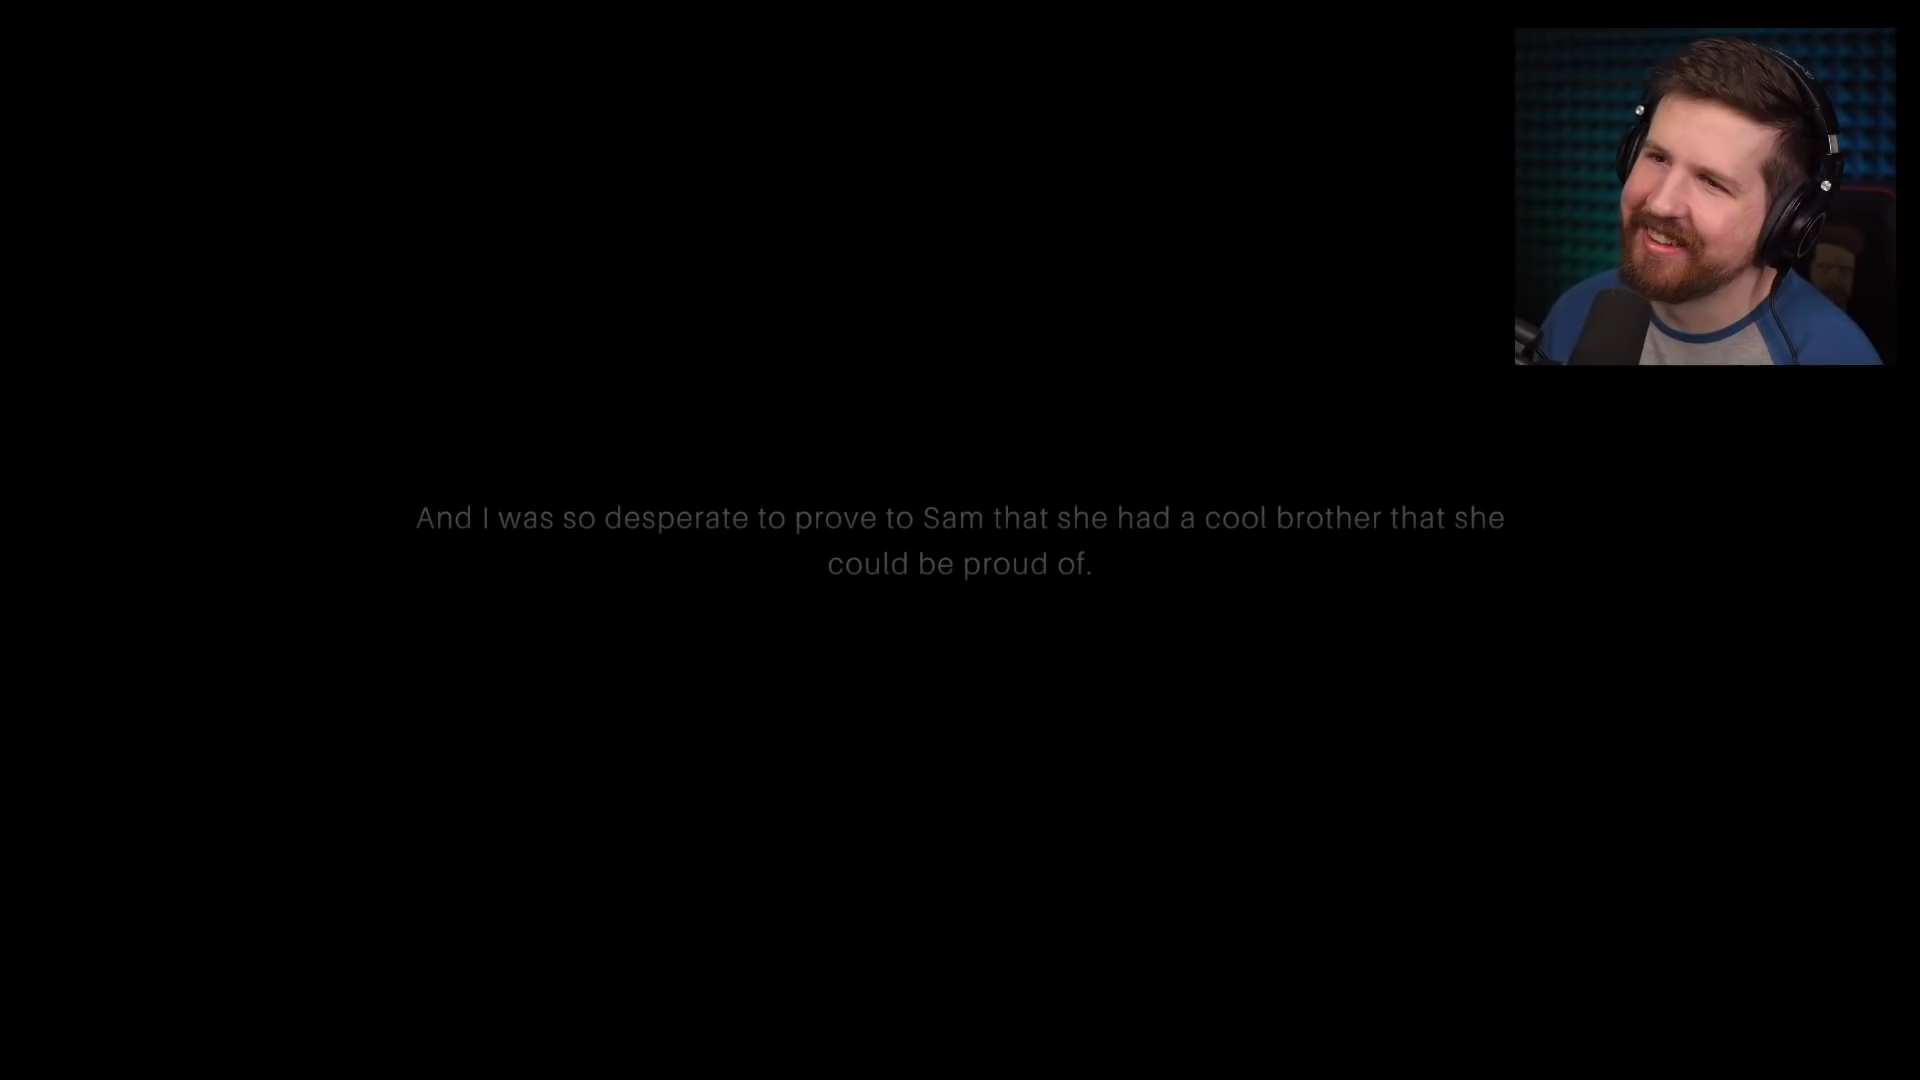 And I was so desperate to prove to Sam that she had a cool brother that she
could be proud of.